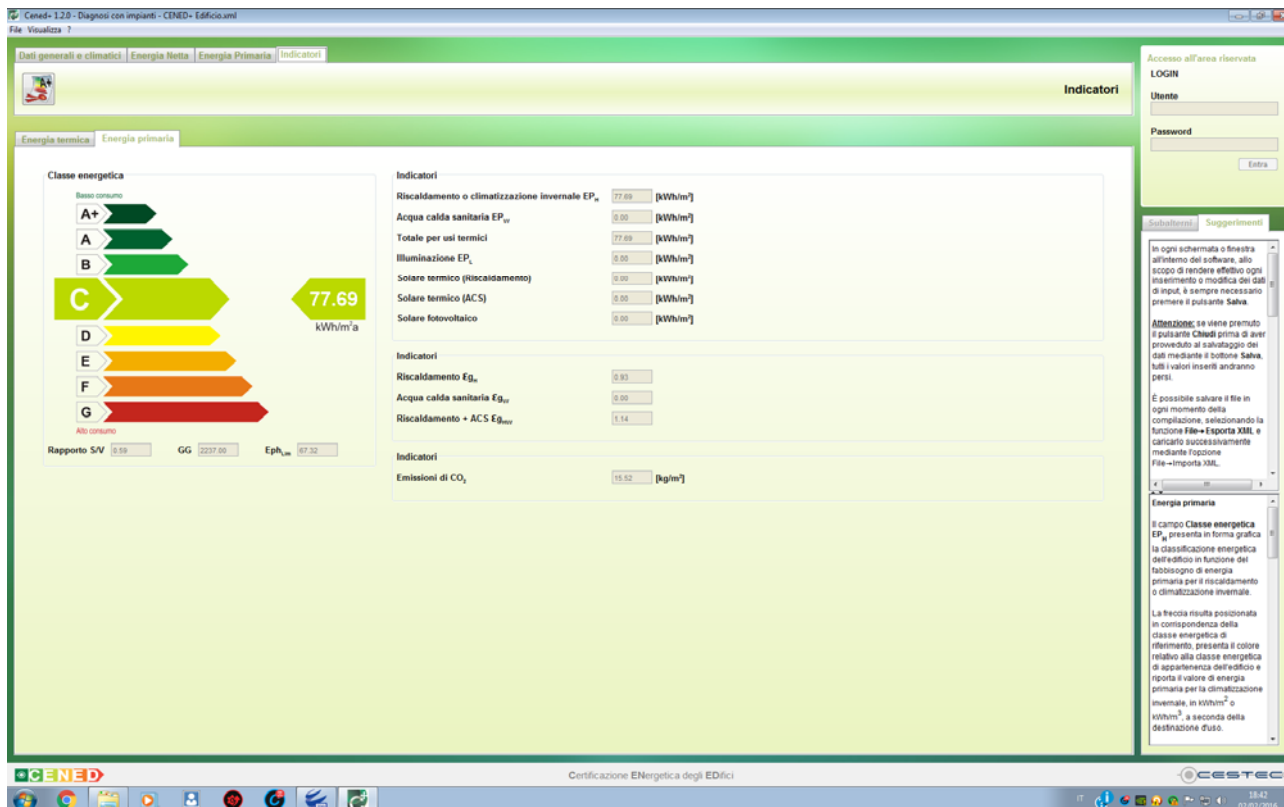 Cened+ 1.2.0 - Diagnosi con impianti - CENED+ Edificio.xml
File Visualizza ?
Dati generali e climatici Energia Netta Energia Primaria Indicatori
Indicatori
Energia termica Energia primaria
Classe energetica
Basso consumo
A+
A
B
C 77.69
kWh/m²a
D
E
F
G
Alto consumo
Rapporto S/V 0.59 GG 2237.00 Eph Lim 67.32
Indicatori
Riscaldamento o climatizzazione invernale EP H 77.69 [kWh/m²]
Acqua calda sanitaria EP W 0.00 [kWh/m²]
Totale per usi termici 77.69 [kWh/m²]
Illuminazione EP L 0.00 [kWh/m²]
Solare termico (Riscaldamento) 0.00 [kWh/m²]
Solare termico (ACS) 0.00 [kWh/m²]
Solare fotovoltaico 0.00 [kWh/m²]
Indicatori
Riscaldamento Ɛg H 0.93
Acqua calda sanitaria Ɛg W 0.00
Riscaldamento + ACS Ɛg 1.14
Indicatori
Emissioni di CO₂ 15.52 [kg/m²]
Accesso all'area riservata
LOGIN
Utente
Password
Entra
Subalterni Suggerimenti
In ogni schermata o finestra
all'interno del software, allo
scopo di rendere effettivo ogni
inserimento o modifica dei dati
di input, è sempre necessario
premere il pulsante Salva.
Attenzione: se viene premuto
il pulsante Chiudi prima di aver
provveduto al salvataggio dei
dati mediante il bottone Salva,
tutti i valori inseriti andranno
persi.
È possibile salvare il file in
ogni momento della
compilazione, selezionando la
funzione File→Esporta XML e
caricarlo successivamente
mediante l'opzione
File→Importa XML.
Energia primaria
Il campo Classe energetica
EP H presenta in forma grafica
la classificazione energetica
dell'edificio in funzione del
fabbisogno di energia
primaria per il riscaldamento
o climatizzazione invernale.
La freccia risulta posizionata
in corrispondenza della
classe energetica di
riferimento, presenta il colore
relativo alla classe energetica
di appartenenza dell'edificio e
riporta il valore di energia
primaria per la climatizzazione
invernale, in kWh/m² o
kWh/m³, a seconda della
destinazione d'uso.
CENED
Certificazione ENergetica degli EDifici
CESTEC
IT
18:42